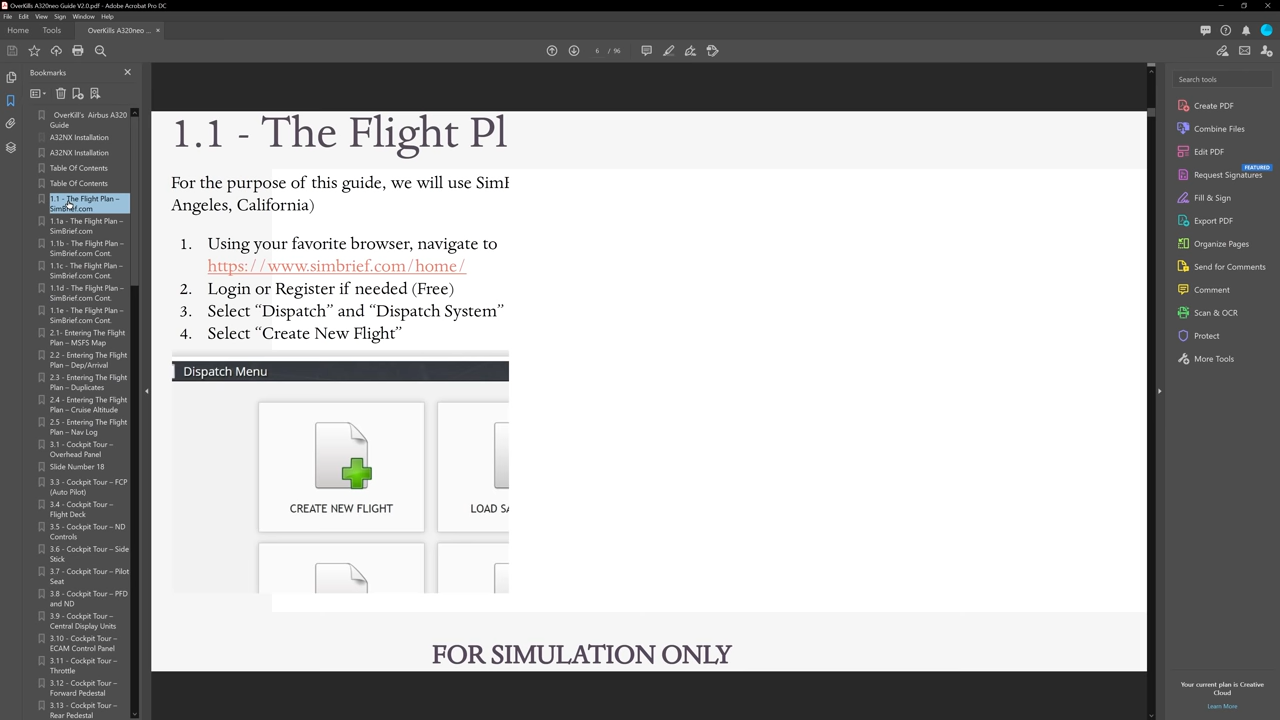 OverKills A320neo Guide V2.0.pdf - Adobe Acrobat Pro DC
File Edit View Sign Window Help
Home Tools OverKills A320neo ... ×
6 / 96
Bookmarks
OverKill's Airbus A320
Guide
A32NX Installation
A32NX Installation
Table Of Contents
Table Of Contents
1.1 - The Flight Plan –
SimBrief.com
1.1a - The Flight Plan –
SimBrief.com
1.1b - The Flight Plan –
SimBrief.com Cont.
1.1c - The Flight Plan –
SimBrief.com Cont.
1.1d - The Flight Plan –
SimBrief.com Cont.
1.1e - The Flight Plan –
SimBrief.com Cont.
2.1- Entering The Flight
Plan – MSFS Map
2.2 - Entering The Flight
Plan – Dep/Arrival
2.3 - Entering The Flight
Plan – Duplicates
2.4 - Entering The Flight
Plan – Cruise Altitude
2.5 - Entering The Flight
Plan – Nav Log
3.1 - Cockpit Tour –
Overhead Panel
Slide Number 18
3.3 - Cockpit Tour – FCP
(Auto Pilot)
3.4 - Cockpit Tour –
Flight Deck
3.5 - Cockpit Tour – ND
Controls
3.6 - Cockpit Tour – Side
Stick
3.7 - Cockpit Tour – Pilot
Seat
3.8 - Cockpit Tour – PFD
and ND
3.9 - Cockpit Tour –
Central Display Units
3.10 - Cockpit Tour –
ECAM Control Panel
3.11 - Cockpit Tour –
Throttle
3.12 - Cockpit Tour –
Forward Pedestal
3.13 - Cockpit Tour –
Rear Pedestal
1.1 - The Flight Pl
For the purpose of this guide, we will use Sim
Angeles, California)
1. Using your favorite browser, navigate to
https://www.simbrief.com/home/
2. Login or Register if needed (Free)
3. Select “Dispatch” and “Dispatch System”
4. Select “Create New Flight”
Dispatch Menu
CREATE NEW FLIGHT LOAD SA
FOR SIMULATION ONLY
Search tools
Create PDF
Combine Files
Edit PDF
FEATURED
Request Signatures
Fill & Sign
Export PDF
Organize Pages
Send for Comments
Comment
Scan & OCR
Protect
More Tools
Your current plan is Creative
Cloud
Learn More